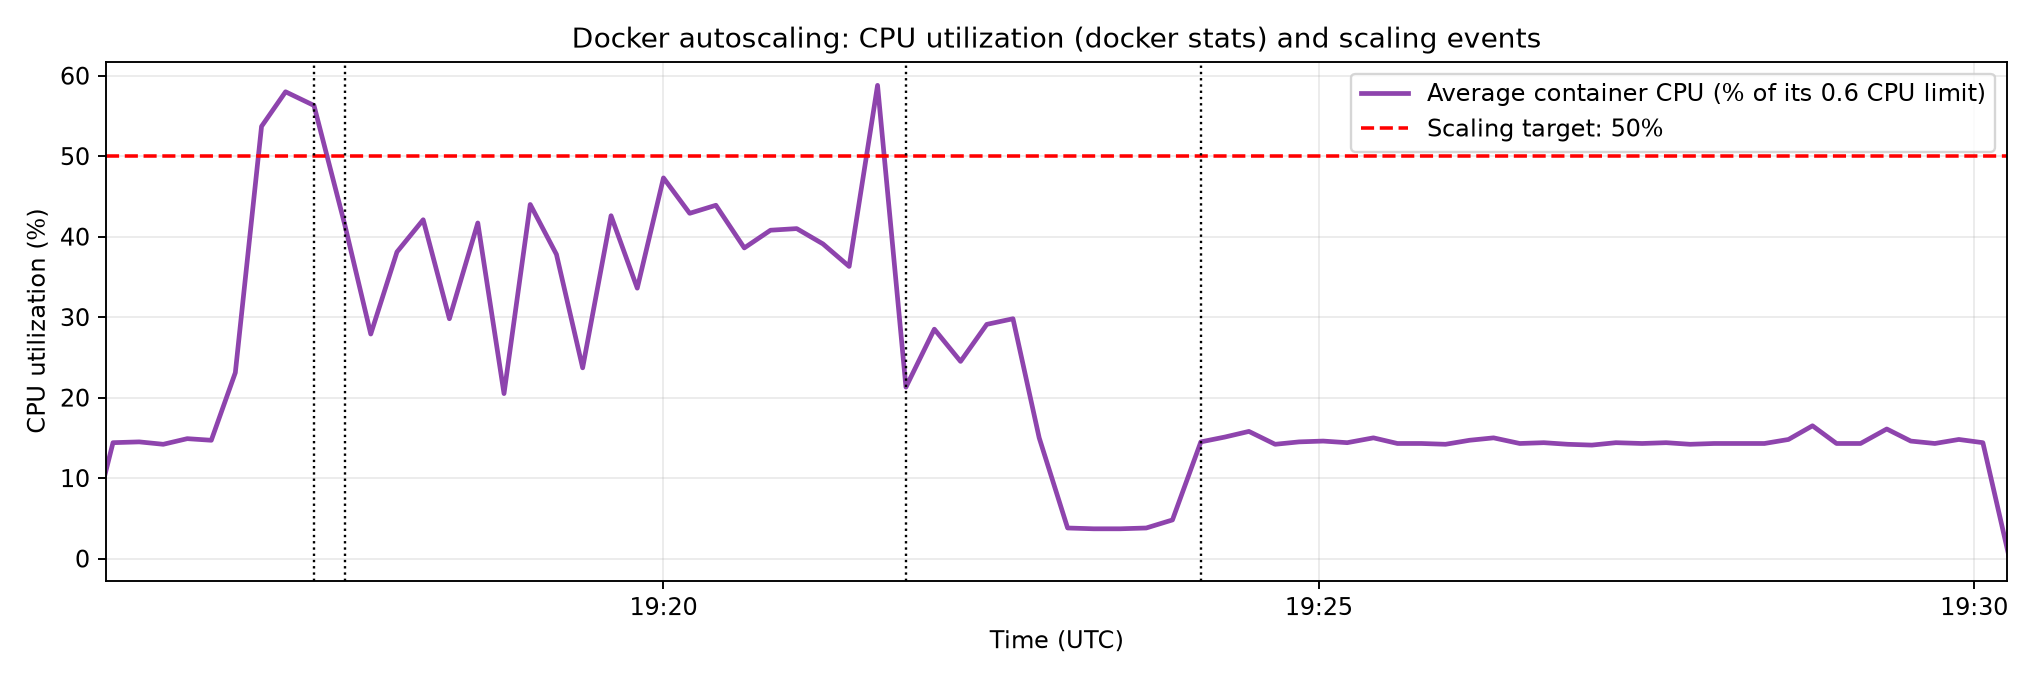 Docker autoscaling: CPU utilization (docker stats) and scaling events
Average container CPU (% of its 0.6 CPU limit)
Scaling target: 50%
CPU utilization (%)
60
50
40
30
20
10
0
19:20
19:25
19:30
Time (UTC)